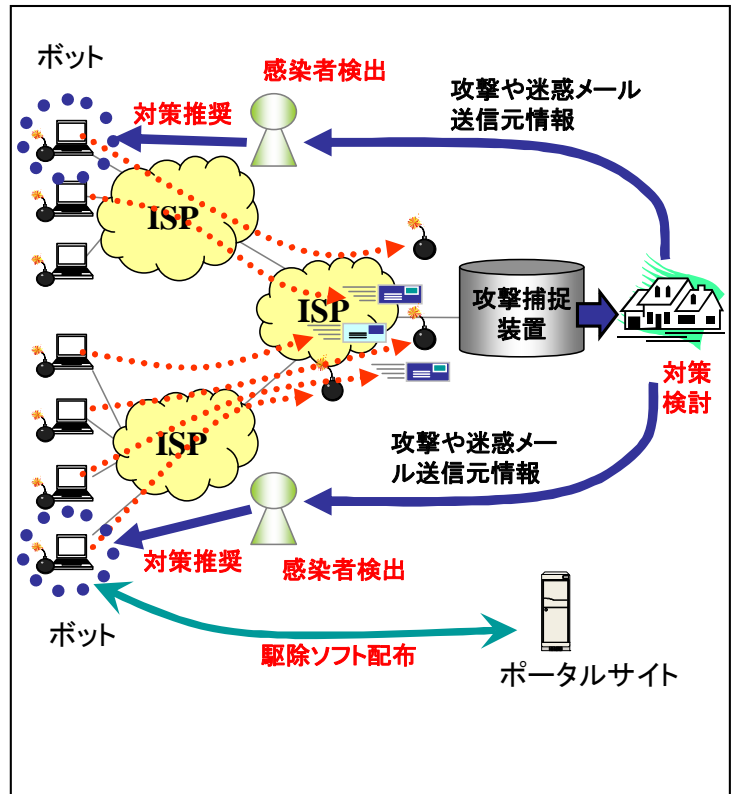 ボット
感染者検出
対策推奨
攻撃や迷惑メール
送信元情報
ISP
ISP
攻撃捕捉
装置
対策
検討
ISP
攻撃や迷惑メー
ル送信元情報
対策推奨
感染者検出
ボット
駆除ソフト配布
ポータルサイト